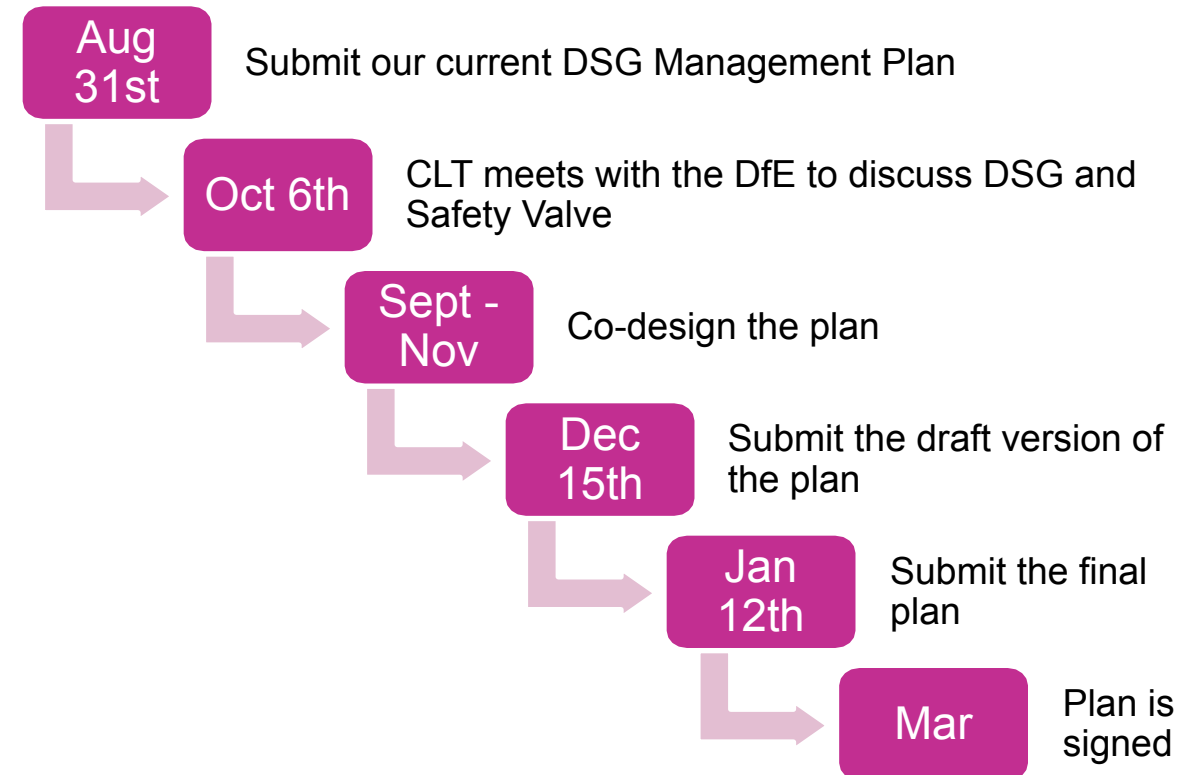 Aug
31st
Submit our current DSG Management Plan
Oct 6th
CLT meets with the DfE to discuss DSG and
Safety Valve
Sept -
Nov
Co-design the plan
Dec
15th
Submit the draft version of
the plan
Jan
12th
Submit the final
plan
Mar
Plan is
signed